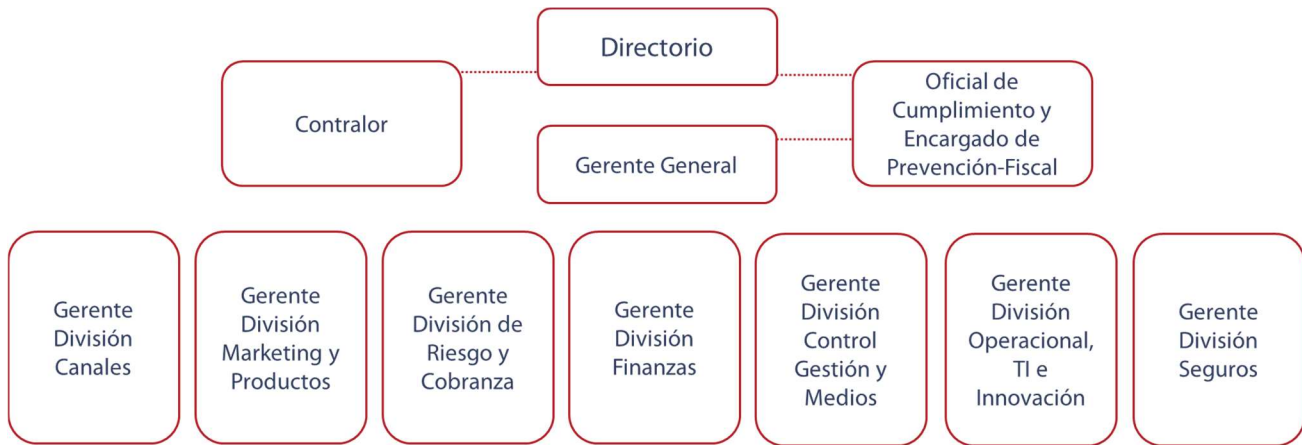 Directorio
Contralor
Oficial de
Cumplimiento y
Encargado de
Prevención-Fiscal
Gerente General
Gerente
División
Canales
Gerente
División
Marketing y
Productos
Gerente
División de
Riesgo y
Cobranza
Gerente
División
Finanzas
Gerente
División
Control
Gestión y
Medios
Gerente
División
Operacional,
TI e
Innovación
Gerente
División
Seguros